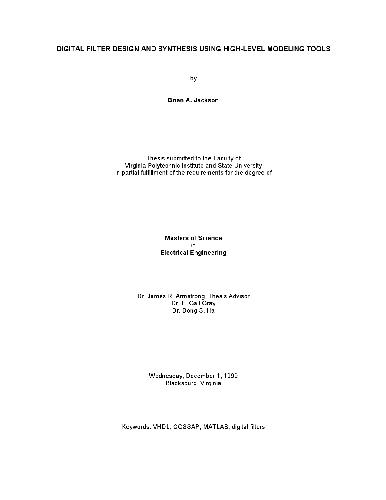 DIGITAL FILTER DESIGN AND SYNTHESIS USING HIGH-LEVEL MODELING TOOLS
by
Brian A. Jackson
Thesis submitted to the Faculty of
Virginia Polytechnic Institute and State University
in partial fulfillment of the requirements for the degree of
Masters of Science
in
Electrical Engineering
Dr. James R. Armstrong, Thesis Advisor
Dr. F. Gail Gray
Dr. Dong S. Ha
Wednesday, December 1, 1999
Blacksburg, Virginia
Keywords: VHDL, COSSAP, MATLAB, digital filters